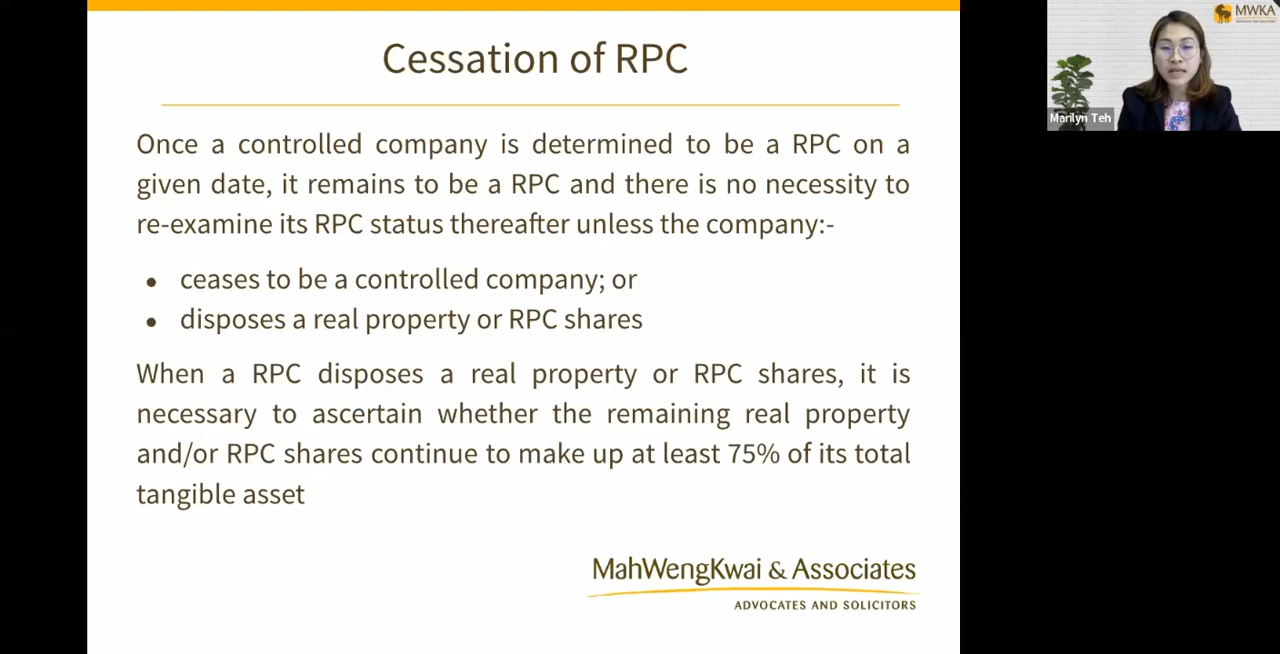 Cessation of RPC
Once a controlled company is determined to be a RPC on a
given date, it remains to be a RPC and there is no necessity to
re-examine its RPC status thereafter unless the company:-
• ceases to be a controlled company; or
• disposes a real property or RPC shares
When a RPC disposes a real property or RPC shares, it is
necessary to ascertain whether the remaining real property
and/or RPC shares continue to make up at least 75% of its total
tangible asset
MahWengKwai & Associates
ADVOCATES AND SOLICITORS
MWKA
Marilyn Teh